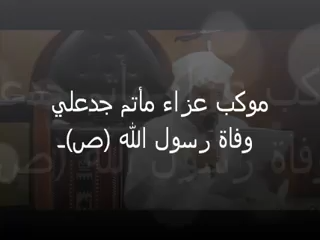 موكب عزاء مأتم جدعلي
وفاة رسول الله (ص)ـ